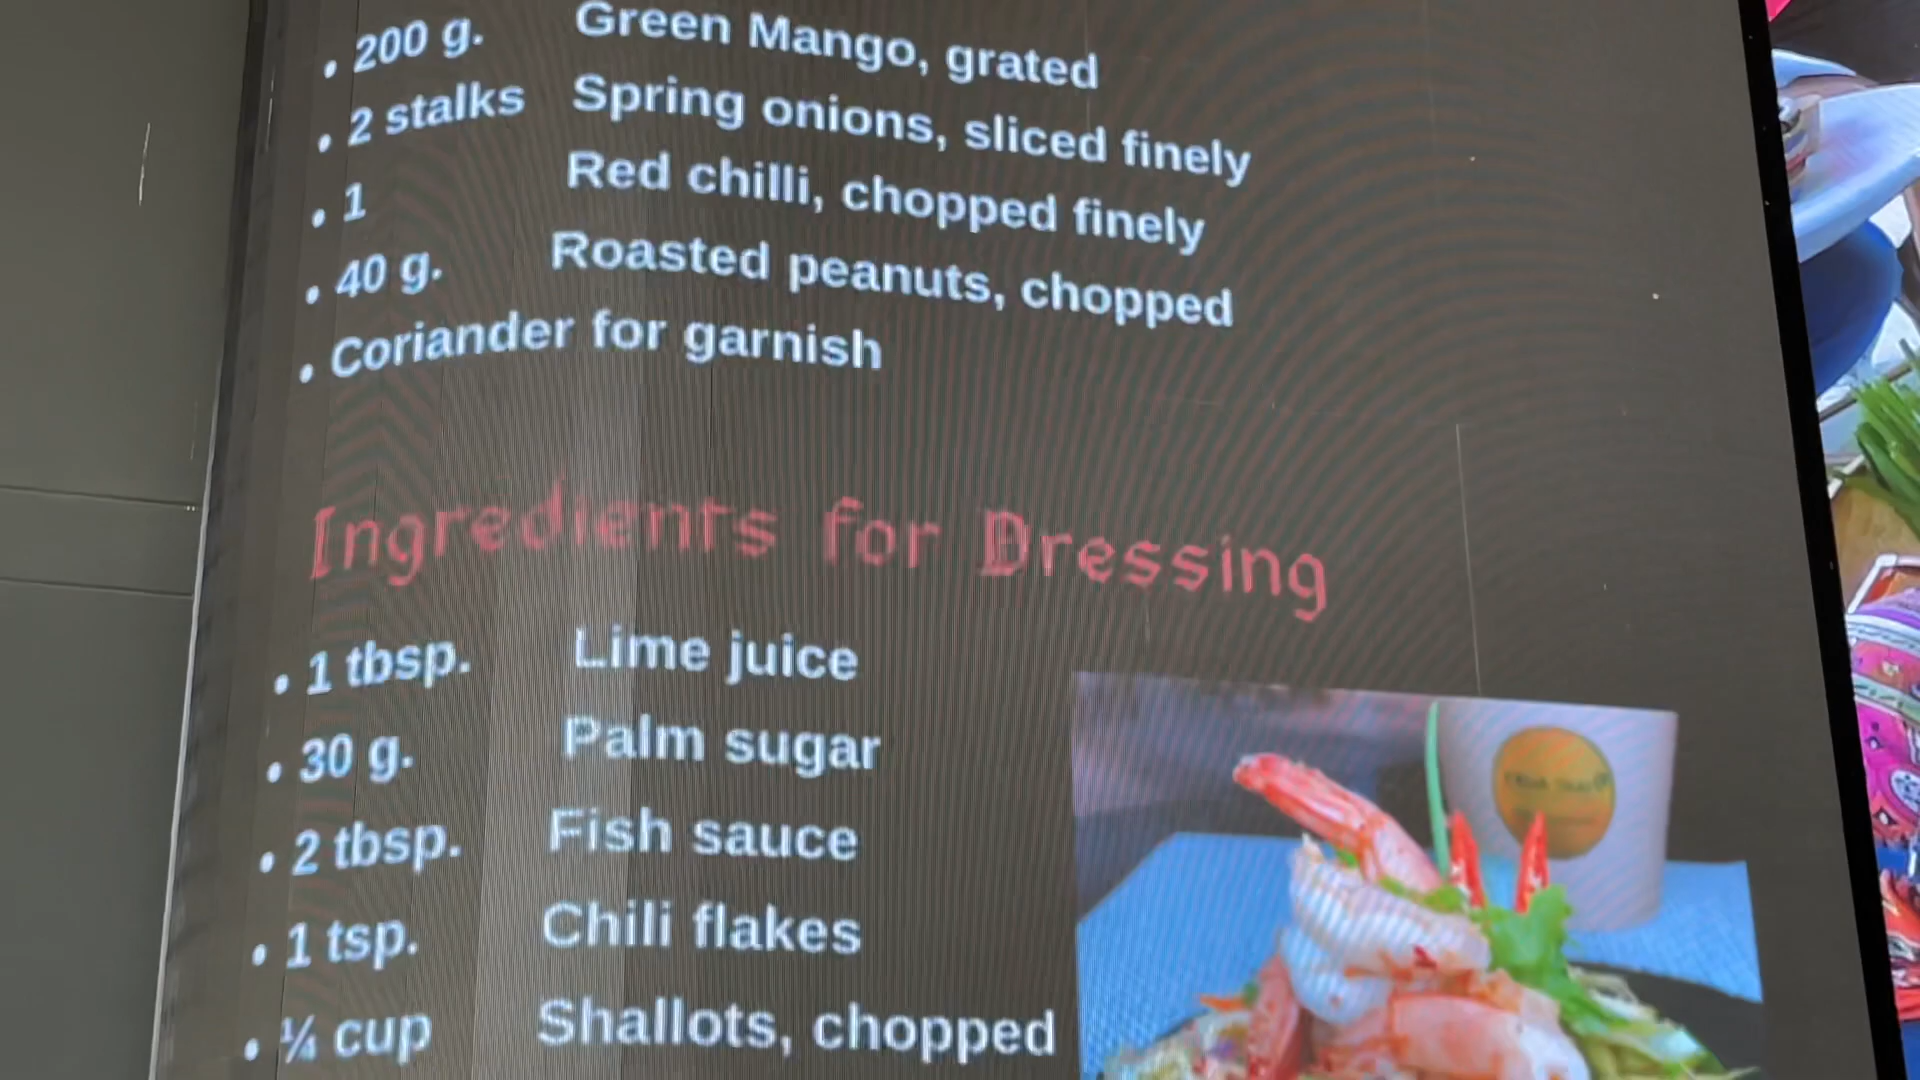 • 200 g. Green Mango, grated
• 2 stalks Spring onions, sliced finely
• 1 Red chilli, chopped finely
• 40 g. Roasted peanuts, chopped
• Coriander for garnish
Ingredients for Dressing
• 1 tbsp. Lime juice
• 30 g. Palm sugar
• 2 tbsp. Fish sauce
• 1 tsp. Chili flakes
• ¼ cup Shallots, chopped